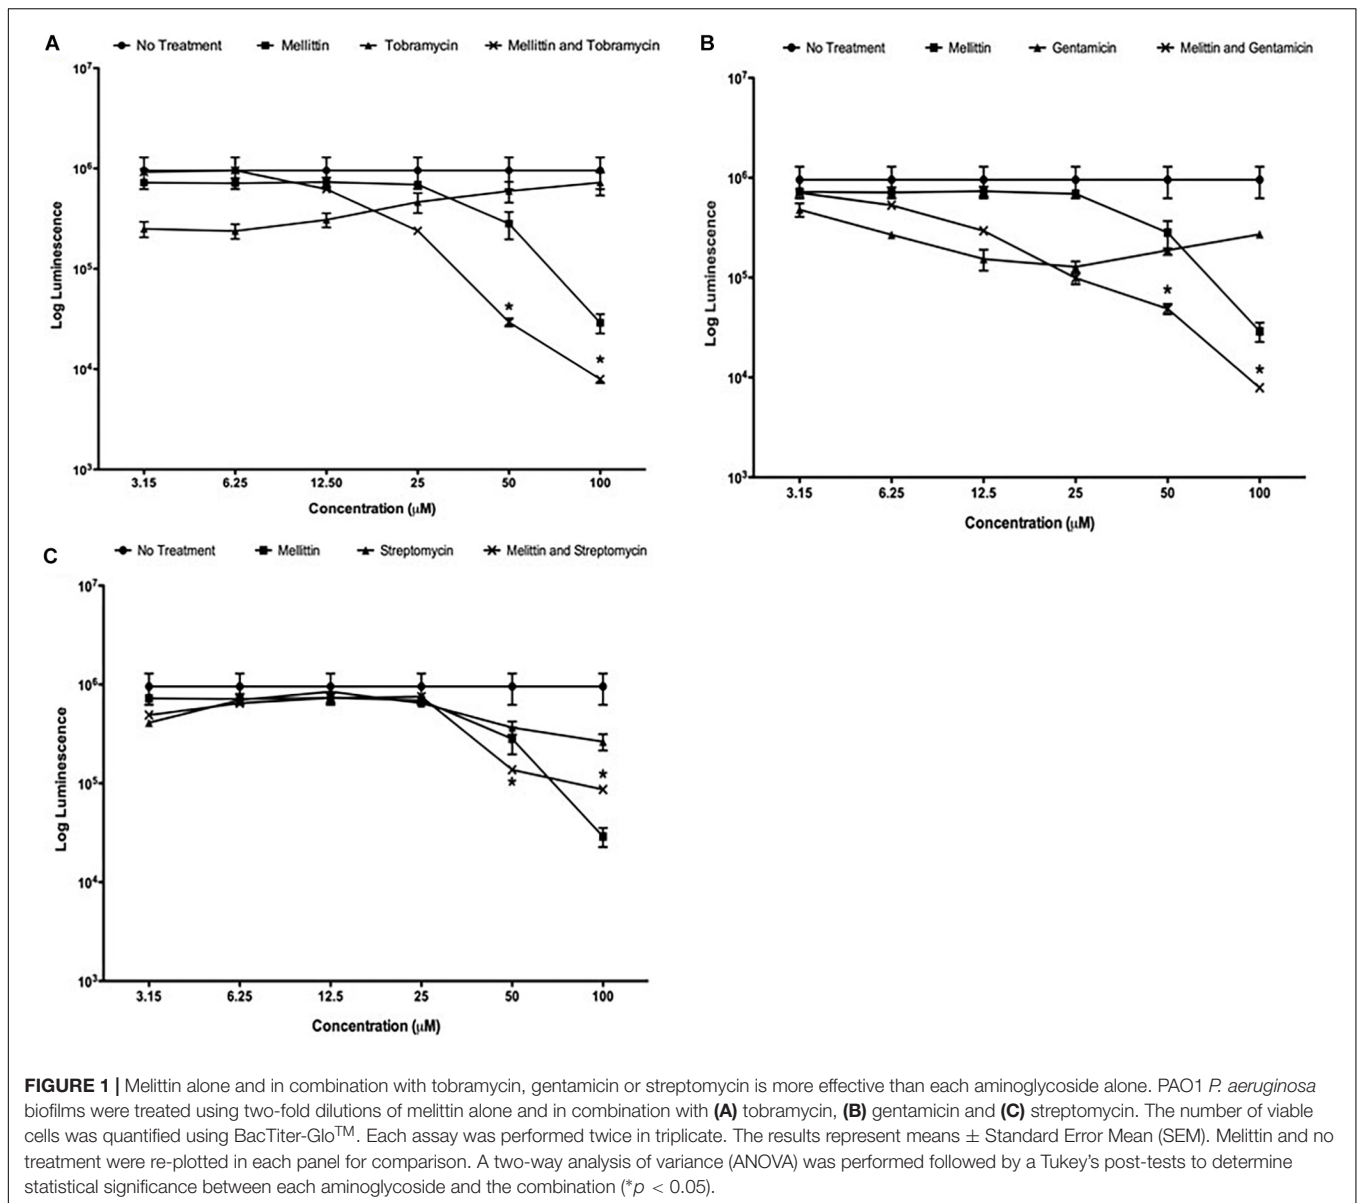 A
No Treatment Mellittin Tobramycin Mellittin and Tobramycin
10⁷
10⁶
10⁵
10⁴
10³
Log Luminescence
*
*
3.15 6.25 12.50 25 50 100
Concentration (μM)
B
No Treatment Mellittin Gentamicin Melittin and Gentamicin
10⁷
10⁶
10⁵
10⁴
10³
Log Luminescence
*
*
3.15 6.25 12.5 25 50 100
Concentration (μM)
C
No Treatment Mellittin Streptomycin Melittin and Streptomycin
10⁷
10⁶
10⁵
10⁴
10³
Log Luminescence
*
*
3.15 6.25 12.5 25 50 100
Concentration (μM)
FIGURE 1 | Melittin alone and in combination with tobramycin, gentamicin or streptomycin is more effective than each aminoglycoside alone. PAO1 P. aeruginosa
biofilms were treated using two-fold dilutions of melittin alone and in combination with (A) tobramycin, (B) gentamicin and (C) streptomycin. The number of viable
cells was quantified using BacTiter-Glo™. Each assay was performed twice in triplicate. The results represent means ± Standard Error Mean (SEM). Melittin and no
treatment were re-plotted in each panel for comparison. A two-way analysis of variance (ANOVA) was performed followed by a Tukey's post-tests to determine
statistical significance between each aminoglycoside and the combination (*p < 0.05).